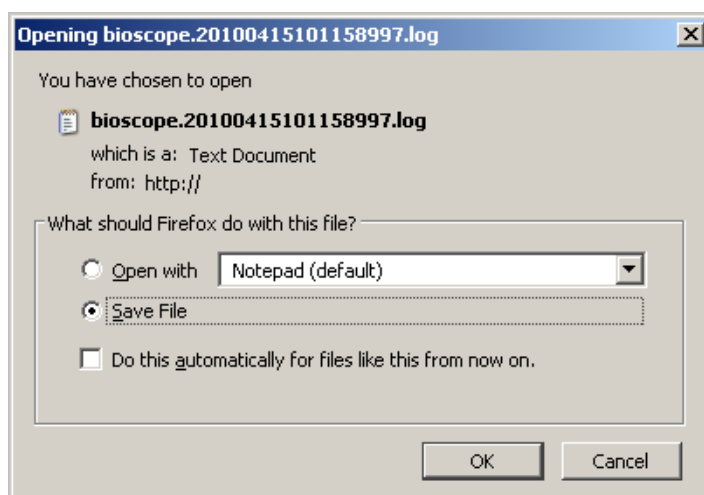 Opening bioscope.20100415101158997.log
You have chosen to open
bioscope.20100415101158997.log
which is a: Text Document
from: http://
What should Firefox do with this file?
Open with Notepad (default)
Save File
Do this automatically for files like this from now on.
OK Cancel